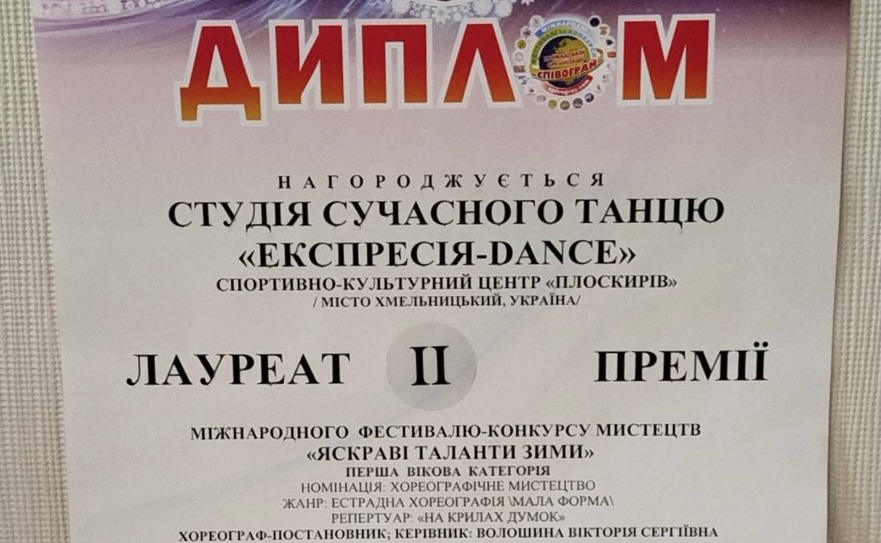 ДИПЛОМ
СПІВОГРАЙ
НАГОРОДЖУЄТЬСЯ
СТУДІЯ СУЧАСНОГО ТАНЦЮ
«ЕКСПРЕСІЯ-DANCE»
СПОРТИВНО-КУЛЬТУРНИЙ ЦЕНТР «ПЛОСКИРІВ»
/ МІСТО ХМЕЛЬНИЦЬКИЙ, УКРАЇНА/
ЛАУРЕАТ II ПРЕМІЇ
МІЖНАРОДНОГО ФЕСТИВАЛЮ-КОНКУРСУ МИСТЕЦТВ
«ЯСКРАВІ ТАЛАНТИ ЗИМИ»
ПЕРША ВІКОВА КАТЕГОРІЯ
НОМІНАЦІЯ: ХОРЕОГРАФІЧНЕ МИСТЕЦТВО
ЖАНР: ЕСТРАДНА ХОРЕОГРАФІЯ \МАЛА ФОРМА\
РЕПЕРТУАР: «НА КРИЛАХ ДУМОК»
ХОРЕОГРАФ-ПОСТАНОВНИК; КЕРІВНИК: ВОЛОШИНА ВІКТОРІЯ СЕРГІЇВНА